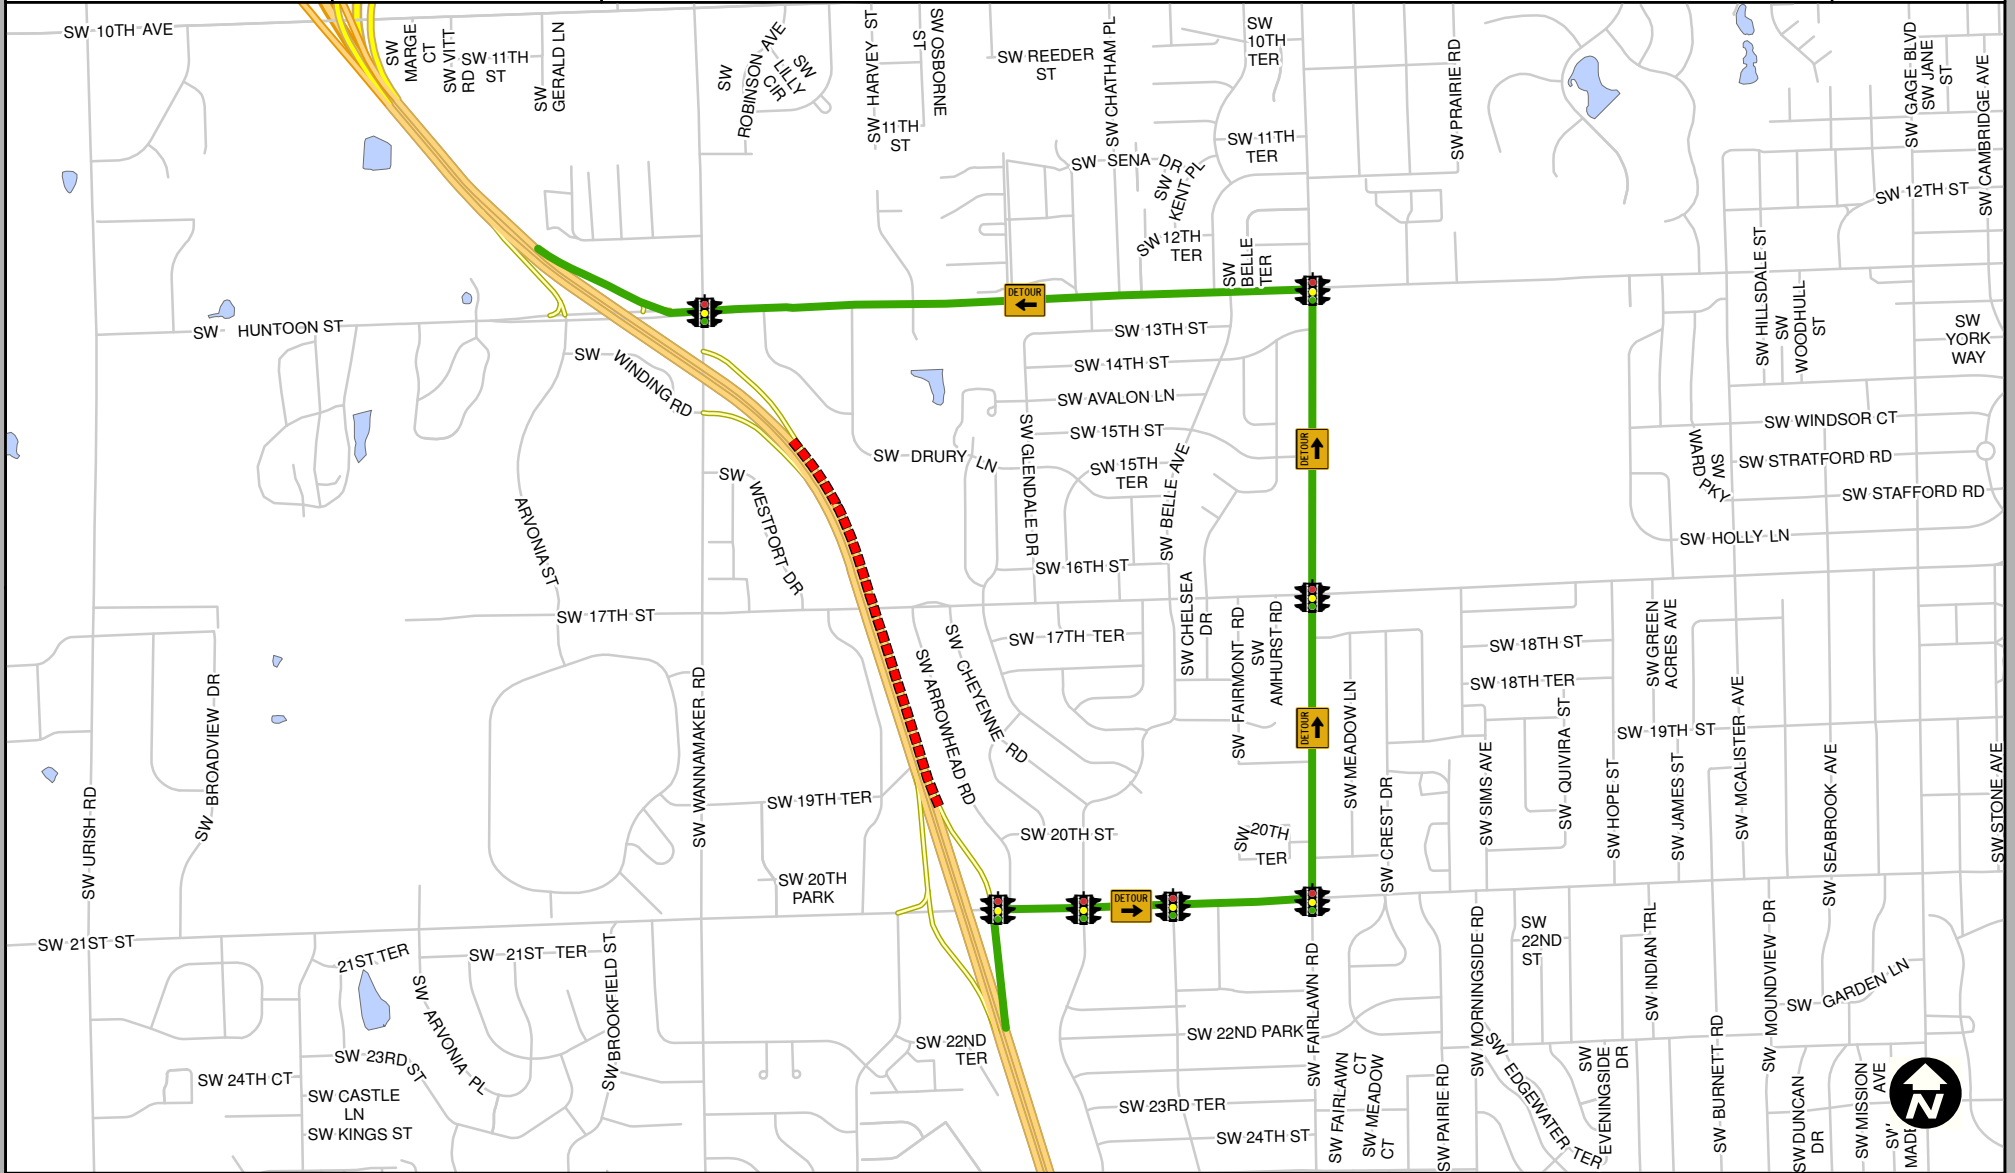 SW 10TH AVE
SW
MARGE
CT
SW VITT
RD
SW 11TH
ST
SW
GERALD LN
SW
ROBINSON AVE
SW
LILLY
CIR
SW HARVEY ST
SW OSBORNE
ST
11TH
ST
SW REEDER
ST
SW CHATHAM PL
SW
10TH
TER
SW 11TH
TER
SW PRAIRIE RD
SW GAGE BLVD
SW JANE
ST
SW CAMBRIDGE AVE
SW SENA DR
SW
KENT PL
SW 12TH ST
SW 12TH
TER
SW
BELLE
TER
SW HUNTOON ST
DETOUR
SW HILLSDALE ST
SW
WOODHULL
ST
SW
YORK
WAY
SW 13TH ST
SW 14TH ST
SW AVALON LN
SW 15TH ST
SW 15TH
TER
SW WINDING RD
SW DRURY LN
SW GLENDALE DR
SW BELLE AVE
DETOUR
SW WINDSOR CT
SW STRATFORD RD
SW STAFFORD RD
SW
WARD PKY
SW HOLLY LN
SW WESTPORT DR
ARVONIA ST
SW 16TH ST
SW CHELSEA
DR
SW 17TH ST
SW 17TH TER
SW FAIRMONT RD
SW
AMHURST RD
SW 18TH ST
SW 18TH TER
SW GREEN
ACRES AVE
SW 19TH ST
SW CHEYENNE RD
SW ARROWHEAD RD
SW WANNAMAKER RD
SW BROADVIEW DR
SW URISH RD
DETOUR
SW MEADOW LN
SW CREST DR
SW SIMS AVE
SW QUIVIRA ST
SW HOPE ST
SW JAMES ST
SW MCALISTER AVE
SW SEABROOK AVE
SW STONE AVE
SW 19TH TER
SW 20TH ST
SW 20TH
TER
SW 20TH
PARK
DETOUR
SW 21ST ST
21ST TER
SW 21ST TER
SW BROOKFIELD ST
SW ARVONIA PL
SW 23RD ST
SW 24TH CT
SW CASTLE
LN
SW KINGS ST
SW 22ND
TER
SW 22ND PARK
SW 23RD TER
SW 24TH ST
SW FAIRLAWN RD
SW FAIRLAWN
CT
SW MEADOW
CT
SW PAIRIE RD
SW MORNINGSIDE RD
SW
22ND
ST
SW INDIAN TRL
SW MOUNDVIEW DR
SW GARDEN LN
SW EDGEWATER TER
SW
EVENINGSIDE
DR
SW BURNETT RD
SW DUNCAN
DR
SW MISSION
AVE
SW
N